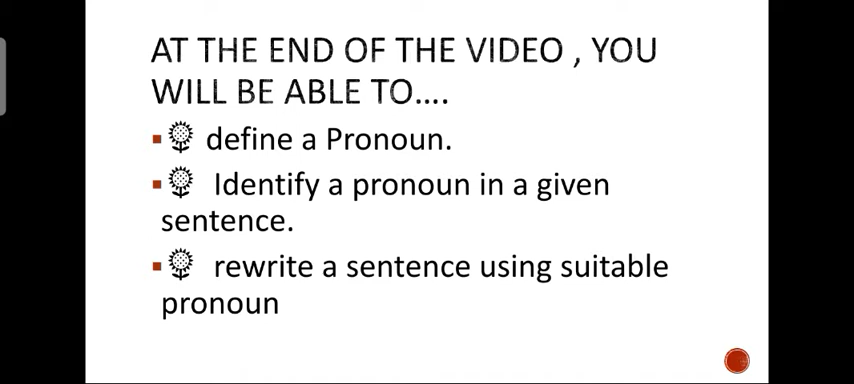 AT THE END OF THE VIDEO , YOU
WILL BE ABLE TO....
define a Pronoun.
Identify a pronoun in a given
sentence.
rewrite a sentence using suitable
pronoun